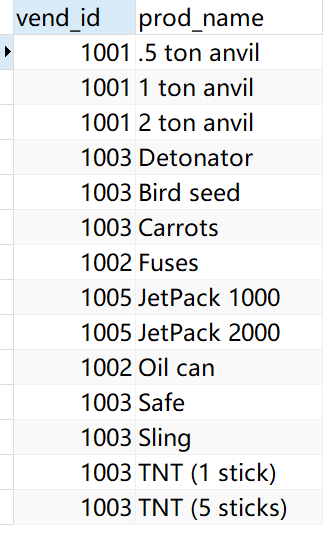 vend_id prod_name
1001 .5 ton anvil
1001 1 ton anvil
1001 2 ton anvil
1003 Detonator
1003 Bird seed
1003 Carrots
1002 Fuses
1005 JetPack 1000
1005 JetPack 2000
1002 Oil can
1003 Safe
1003 Sling
1003 TNT (1 stick)
1003 TNT (5 sticks)